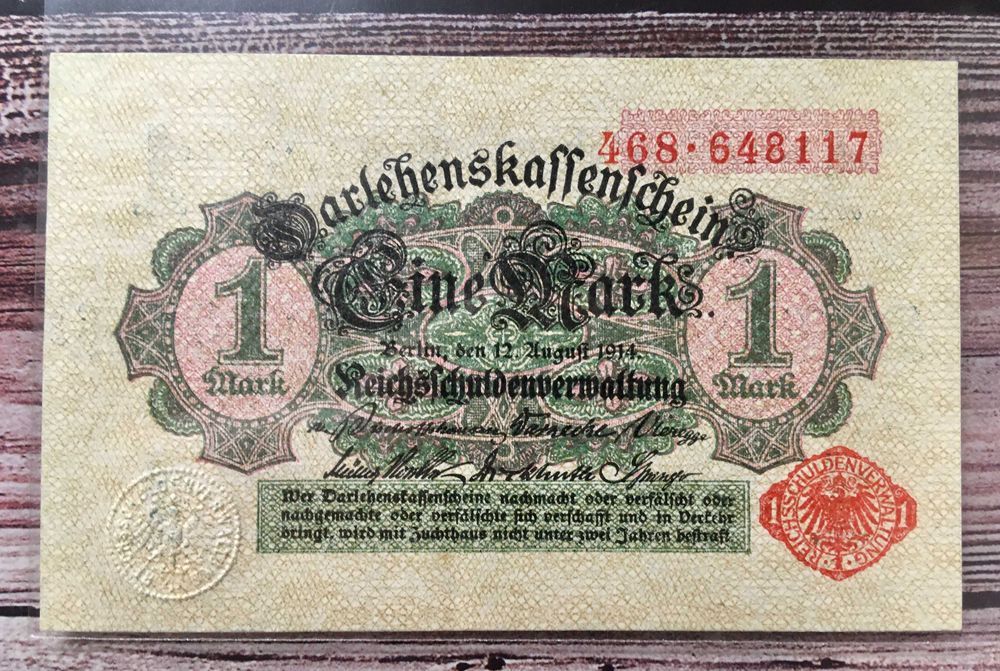 468·648117
Darlehenskassenschein
Eine Mark.
1
Mark
1
Mark
Berlin, den 12. August 1914.
Reichsschuldenverwaltung
Wer Darlehenskassenscheine nachmacht oder verfälscht oder
nachgemachte oder verfälschte sich verschafft und in Verkehr
bringt, wird mit Zuchthaus nicht unter zwei Jahren bestraft.
REICHSSCHULDENVERWALTUNG
1
1